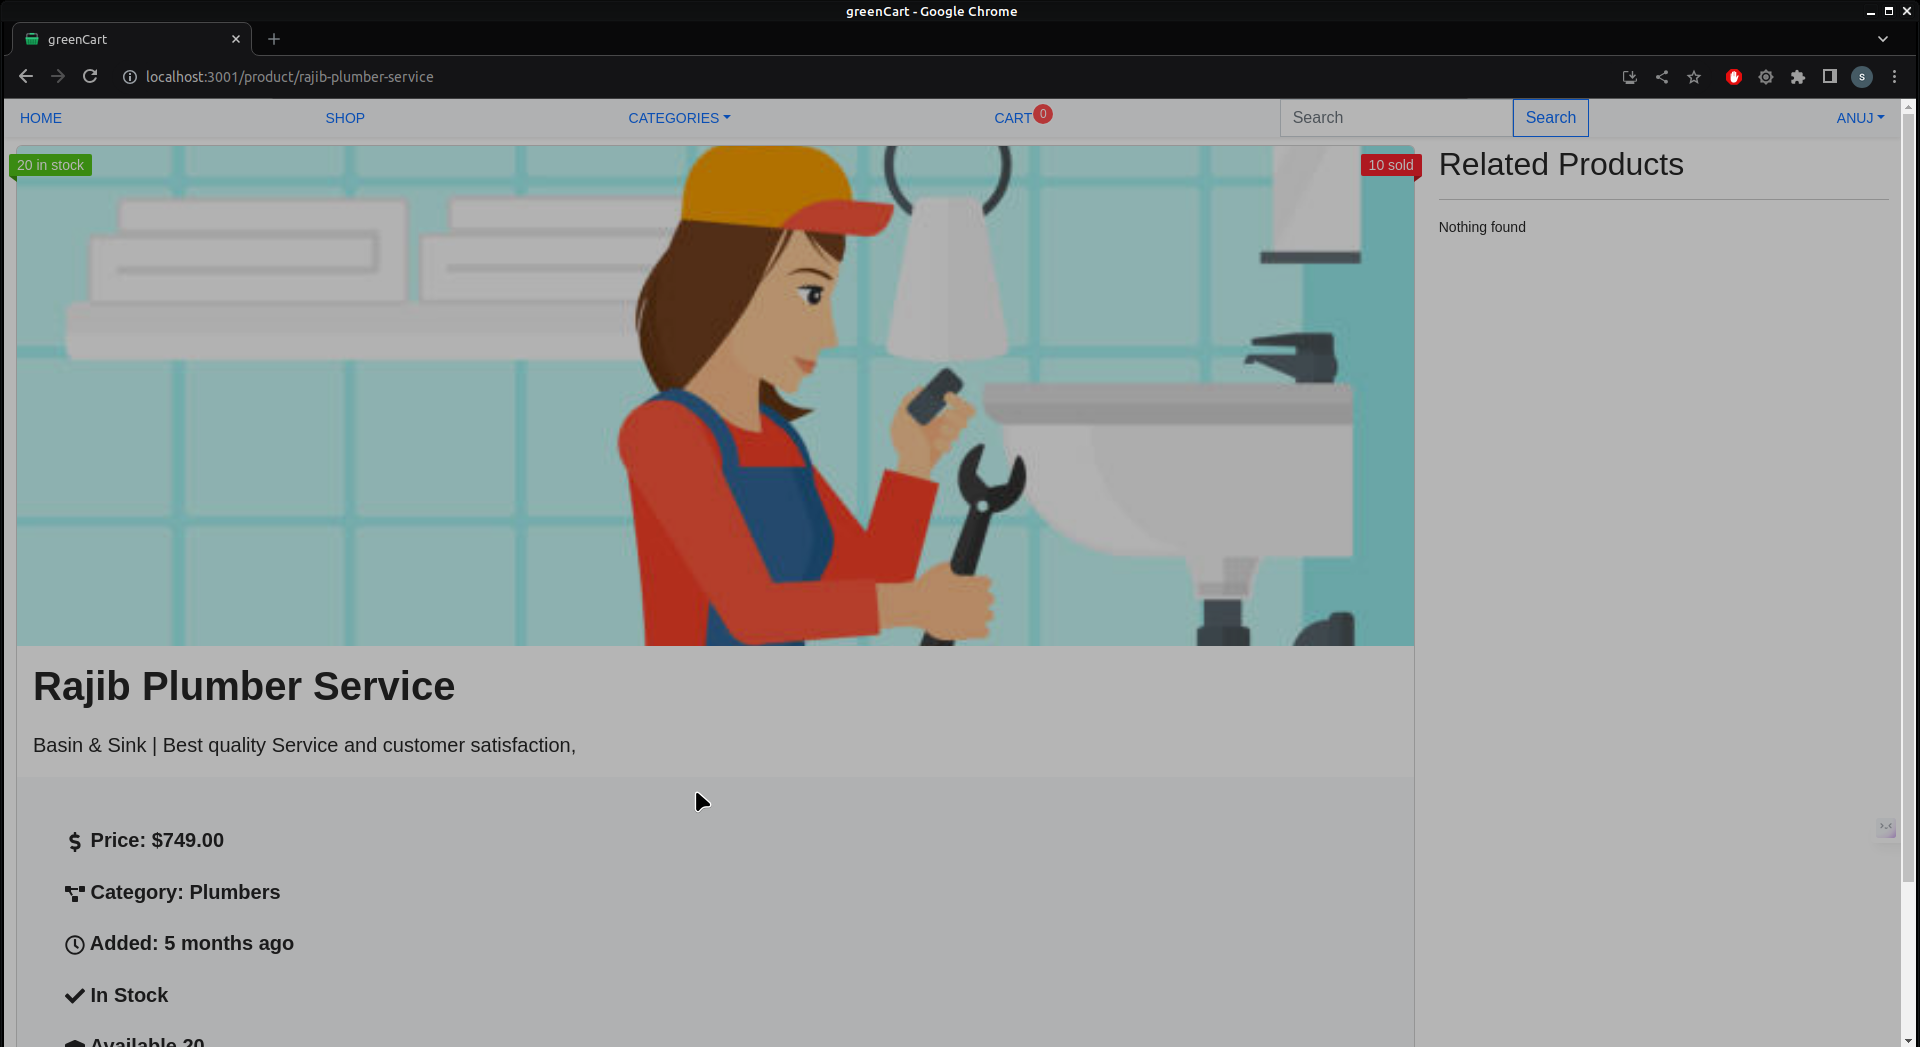 greenCart - Google Chrome
greenCart
localhost:3001/product/rajib-plumber-service
S
HOME SHOP CATEGORIES CART 0 Search Search ANUJ
20 in stock
10 sold
Related Products
Nothing found
Rajib Plumber Service
Basin & Sink | Best quality Service and customer satisfaction,
Price: $749.00
Category: Plumbers
Added: 5 months ago
In Stock
Available 20